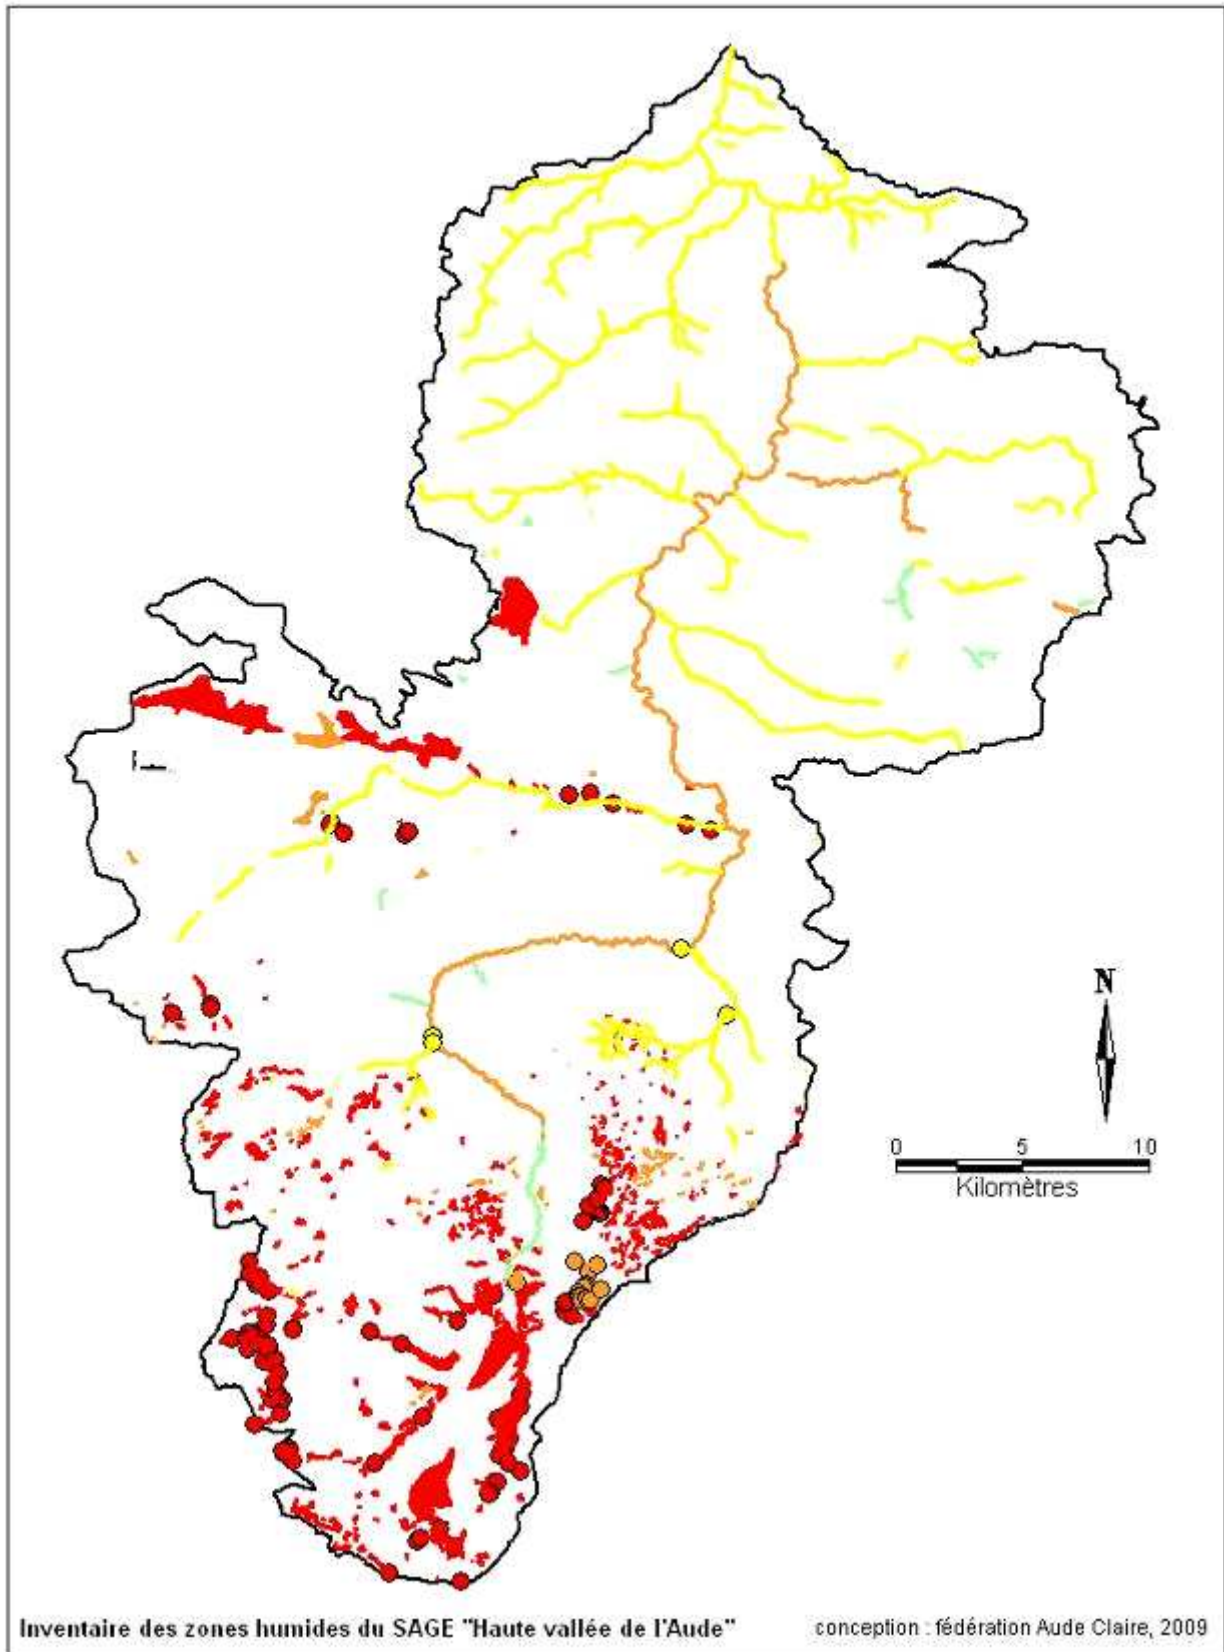 N
0 5 10
Kilomètres
Inventaire des zones humides du SAGE "Haute vallée de l'Aude"
conception : fédération Aude Claire, 2009